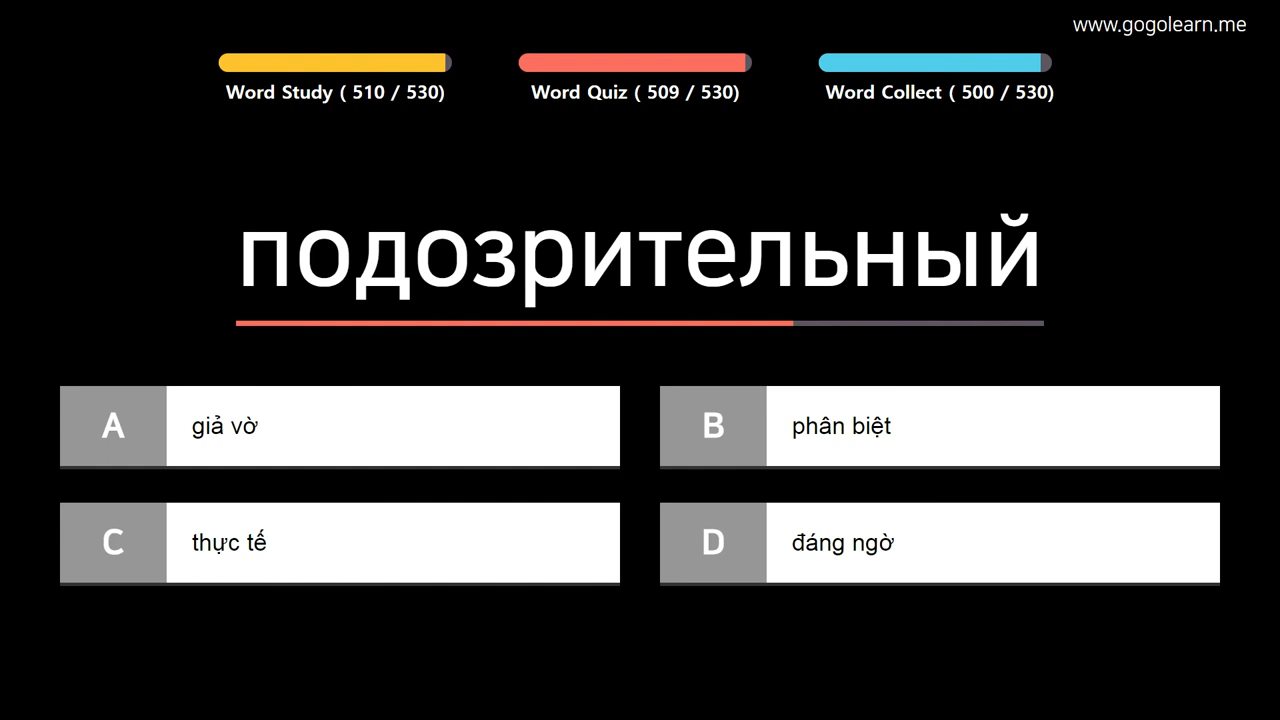 www.gogolearn.me
Word Study ( 510 / 530)
Word Quiz ( 509 / 530)
Word Collect ( 500 / 530)
подозрительный
A giả vờ
B phân biệt
C thực tế
D đáng ngờ